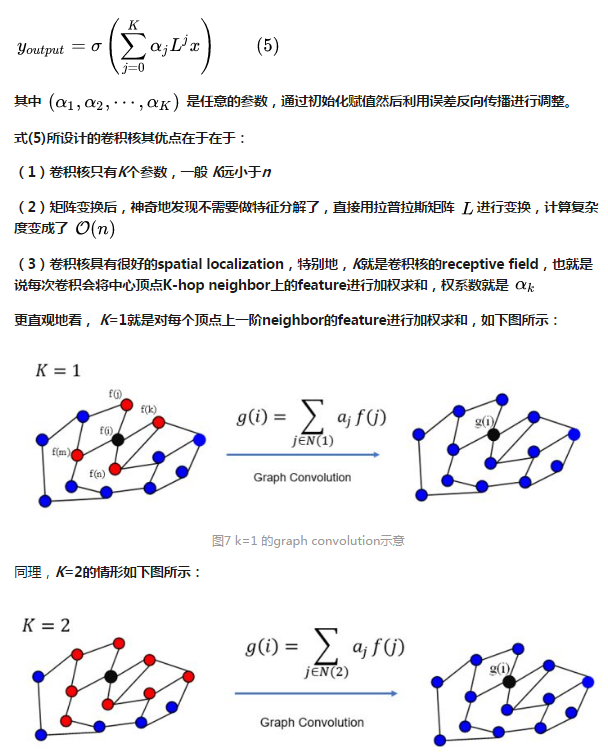 y_{output} = σ ( \sum_{j=0}^{K} α_j L^j x ) (5)
其中 (α_1, α_2, ⋯, α_K) 是任意的参数，通过初始化赋值然后利用误差反向传播进行调整。
式(5)所设计的卷积核其优点在于在于：
（1）卷积核只有K个参数，一般 K远小于n
（2）矩阵变换后，神奇地发现不需要做特征分解了，直接用拉普拉斯矩阵 L 进行变换，计算复杂
度变成了 O(n)
（3）卷积核具有很好的spatial localization，特别地，K就是卷积核的receptive field，也就是
说每次卷积会将中心顶点K-hop neighbor上的feature进行加权求和，权系数就是 α_k
更直观地看， K=1就是对每个顶点上一阶neighbor的feature进行加权求和，如下图所示：
K = 1
f(j)
f(k)
f(i)
f(m)
f(n)
g(i) = \sum_{j∈N(1)} a_j f(j)
Graph Convolution
g(i)
图7 k=1 的graph convolution示意
同理，K=2的情形如下图所示：
K = 2
g(i) = \sum_{j∈N(2)} a_j f(j)
Graph Convolution
g(i)